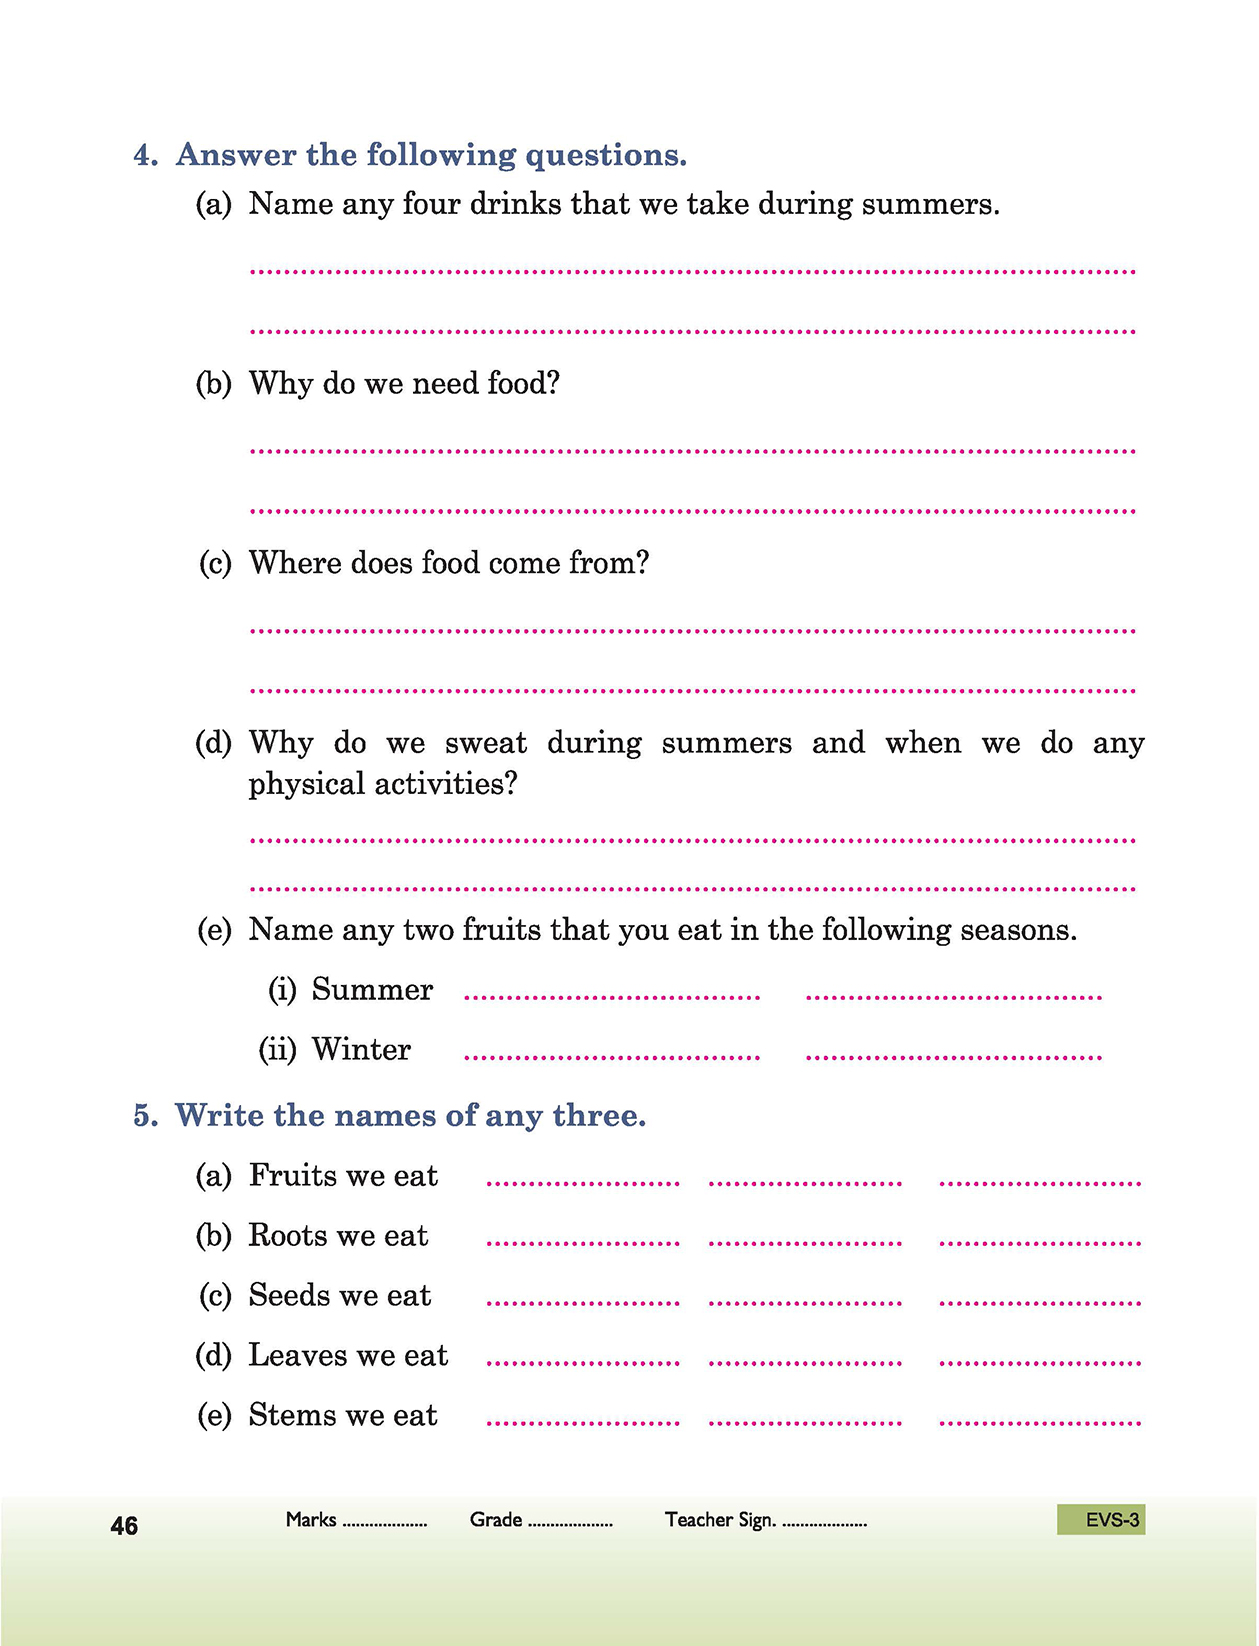 4. Answer the following questions.
(a) Name any four drinks that we take during summers.
(b) Why do we need food?
(c) Where does food come from?
(d) Why do we sweat during summers and when we do any
physical activities?
(e) Name any two fruits that you eat in the following seasons.
(i) Summer ................................... ...................................
(ii) Winter ................................... ...................................
5. Write the names of any three.
(a) Fruits we eat ....................... ....................... ........................
(b) Roots we eat ....................... ....................... ........................
(c) Seeds we eat ....................... ....................... ........................
(d) Leaves we eat ....................... ....................... ........................
(e) Stems we eat ....................... ....................... ........................
46 Marks ................... Grade ................... Teacher Sign. ................... EVS-3